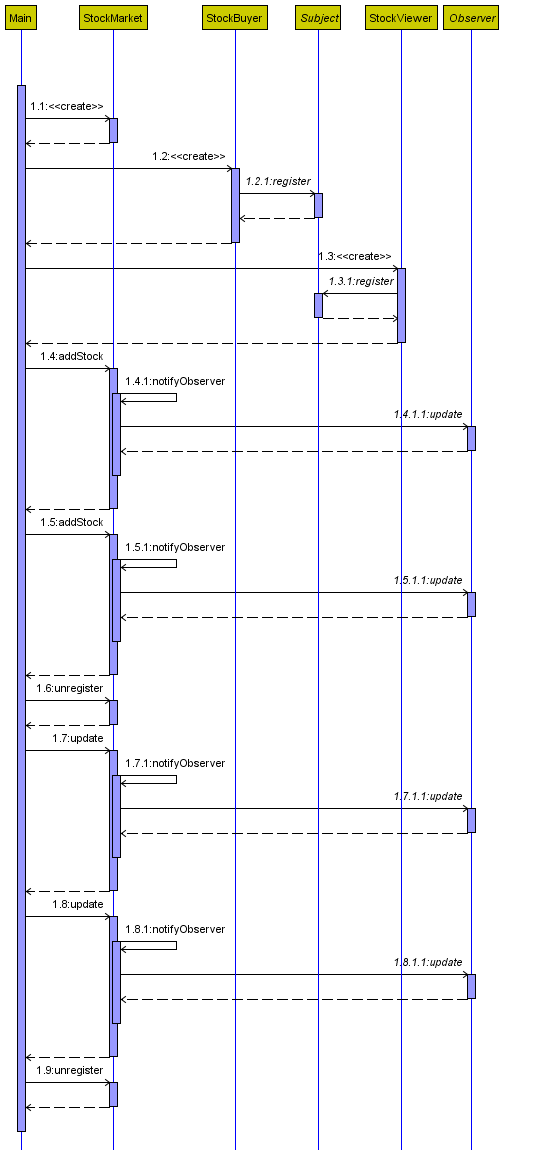 Main StockMarket StockBuyer Subject StockViewer Observer
1.1:<<create>>
1.2:<<create>>
1.2.1:register
1.3:<<create>>
1.3.1:register
1.4:addStock
1.4.1:notifyObserver
1.4.1.1:update
1.5:addStock
1.5.1:notifyObserver
1.5.1.1:update
1.6:unregister
1.7:update
1.7.1:notifyObserver
1.7.1.1:update
1.8:update
1.8.1:notifyObserver
1.8.1.1:update
1.9:unregister